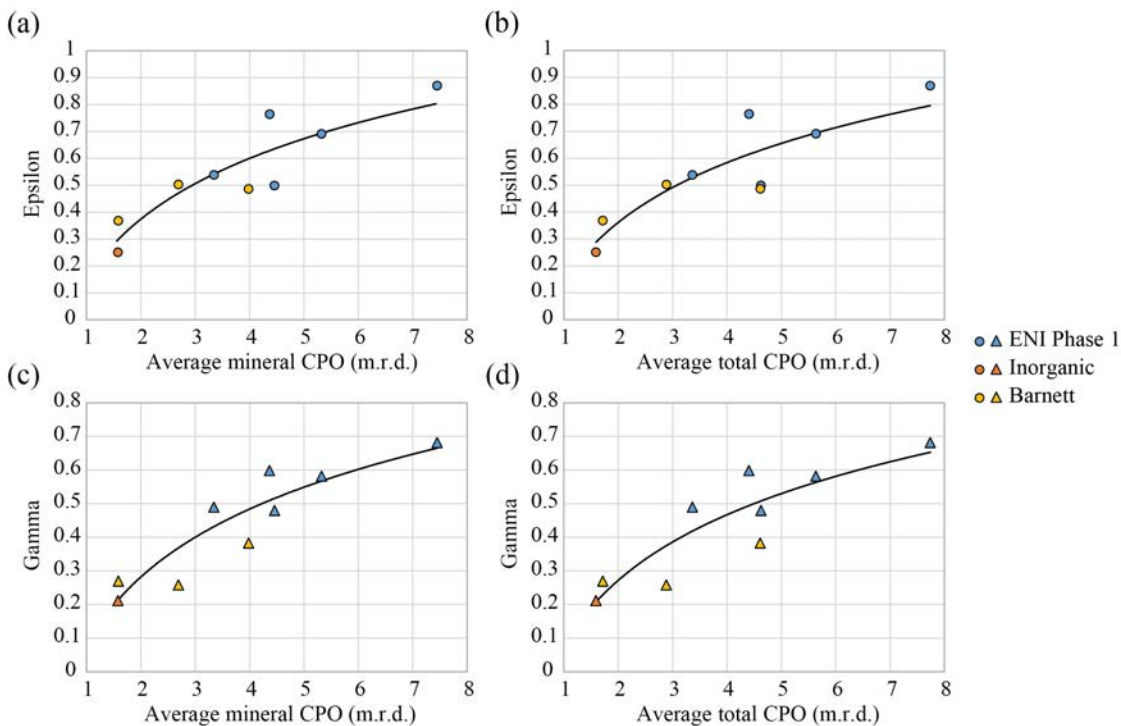 (a)
1
0.9
0.8
0.7
0.6
0.5
0.4
0.3
0.2
0.1
0
Epsilon
1 2 3 4 5 6 7 8
Average mineral CPO (m.r.d.)
(b)
1
0.9
0.8
0.7
0.6
0.5
0.4
0.3
0.2
0.1
0
Epsilon
1 2 3 4 5 6 7 8
Average total CPO (m.r.d.)
ENI Phase 1
Inorganic
Barnett
(c)
0.8
0.7
0.6
0.5
0.4
0.3
0.2
0.1
0
Gamma
1 2 3 4 5 6 7 8
Average mineral CPO (m.r.d.)
(d)
0.8
0.7
0.6
0.5
0.4
0.3
0.2
0.1
0
Gamma
1 2 3 4 5 6 7 8
Average total CPO (m.r.d.)